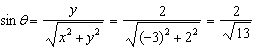 sin θ = y / √(x² + y²) = 2 / √((−3)² + 2²) = 2 / √13